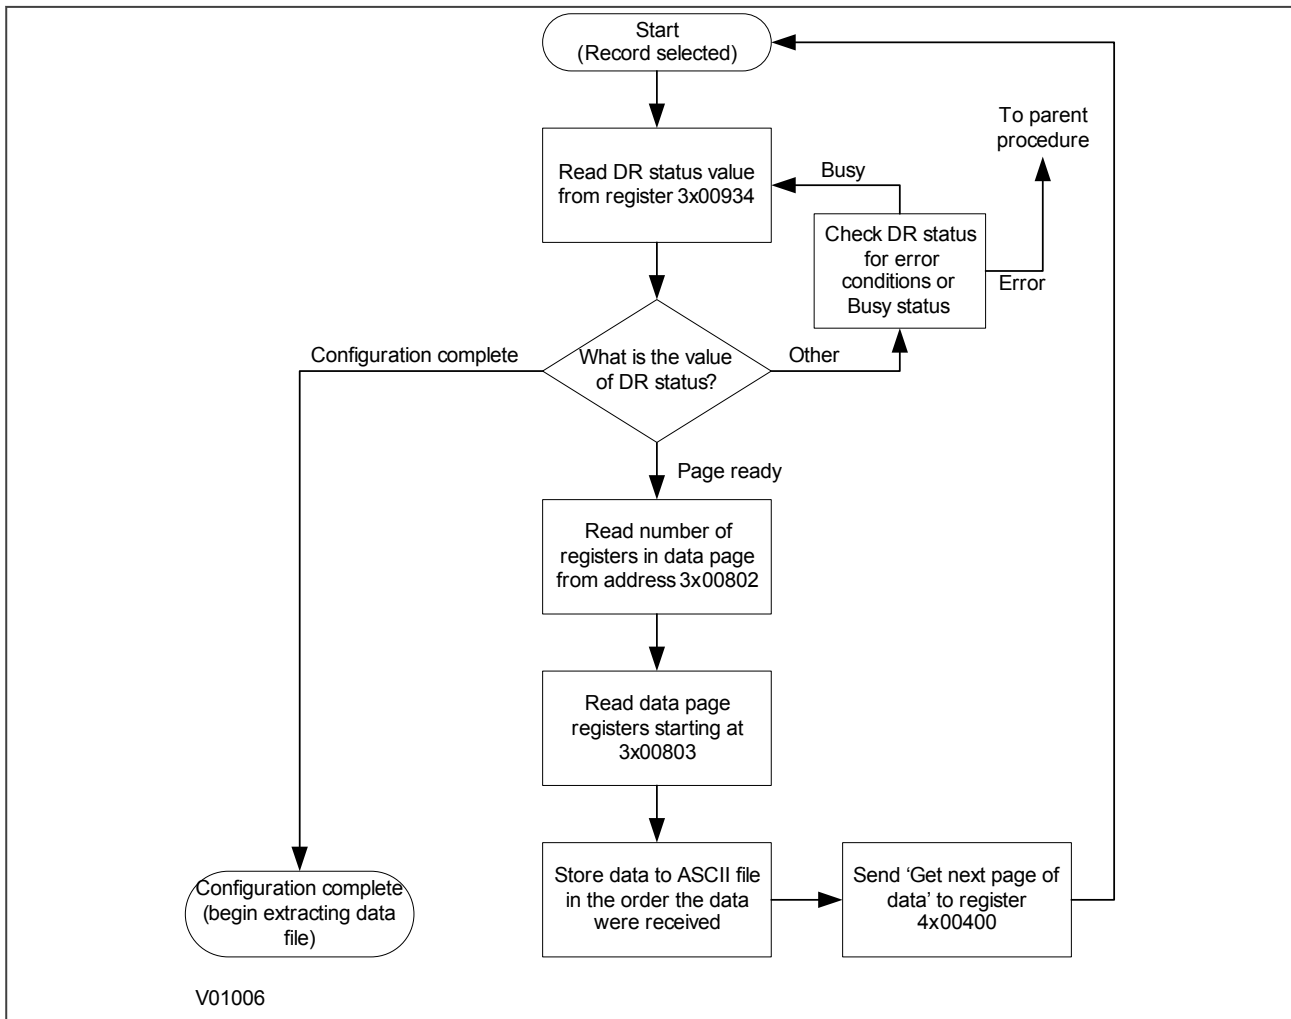 Start
(Record selected)
To parent
procedure
Read DR status value
from register 3x00934
Busy
Check DR status
for error
conditions or
Busy status
Error
Configuration complete
What is the value
of DR status?
Other
Page ready
Read number of
registers in data page
from address 3x00802
Read data page
registers starting at
3x00803
Store data to ASCII file
in the order the data
were received
Send ‘Get next page of
data’ to register
4x00400
Configuration complete
(begin extracting data
file)
V01006